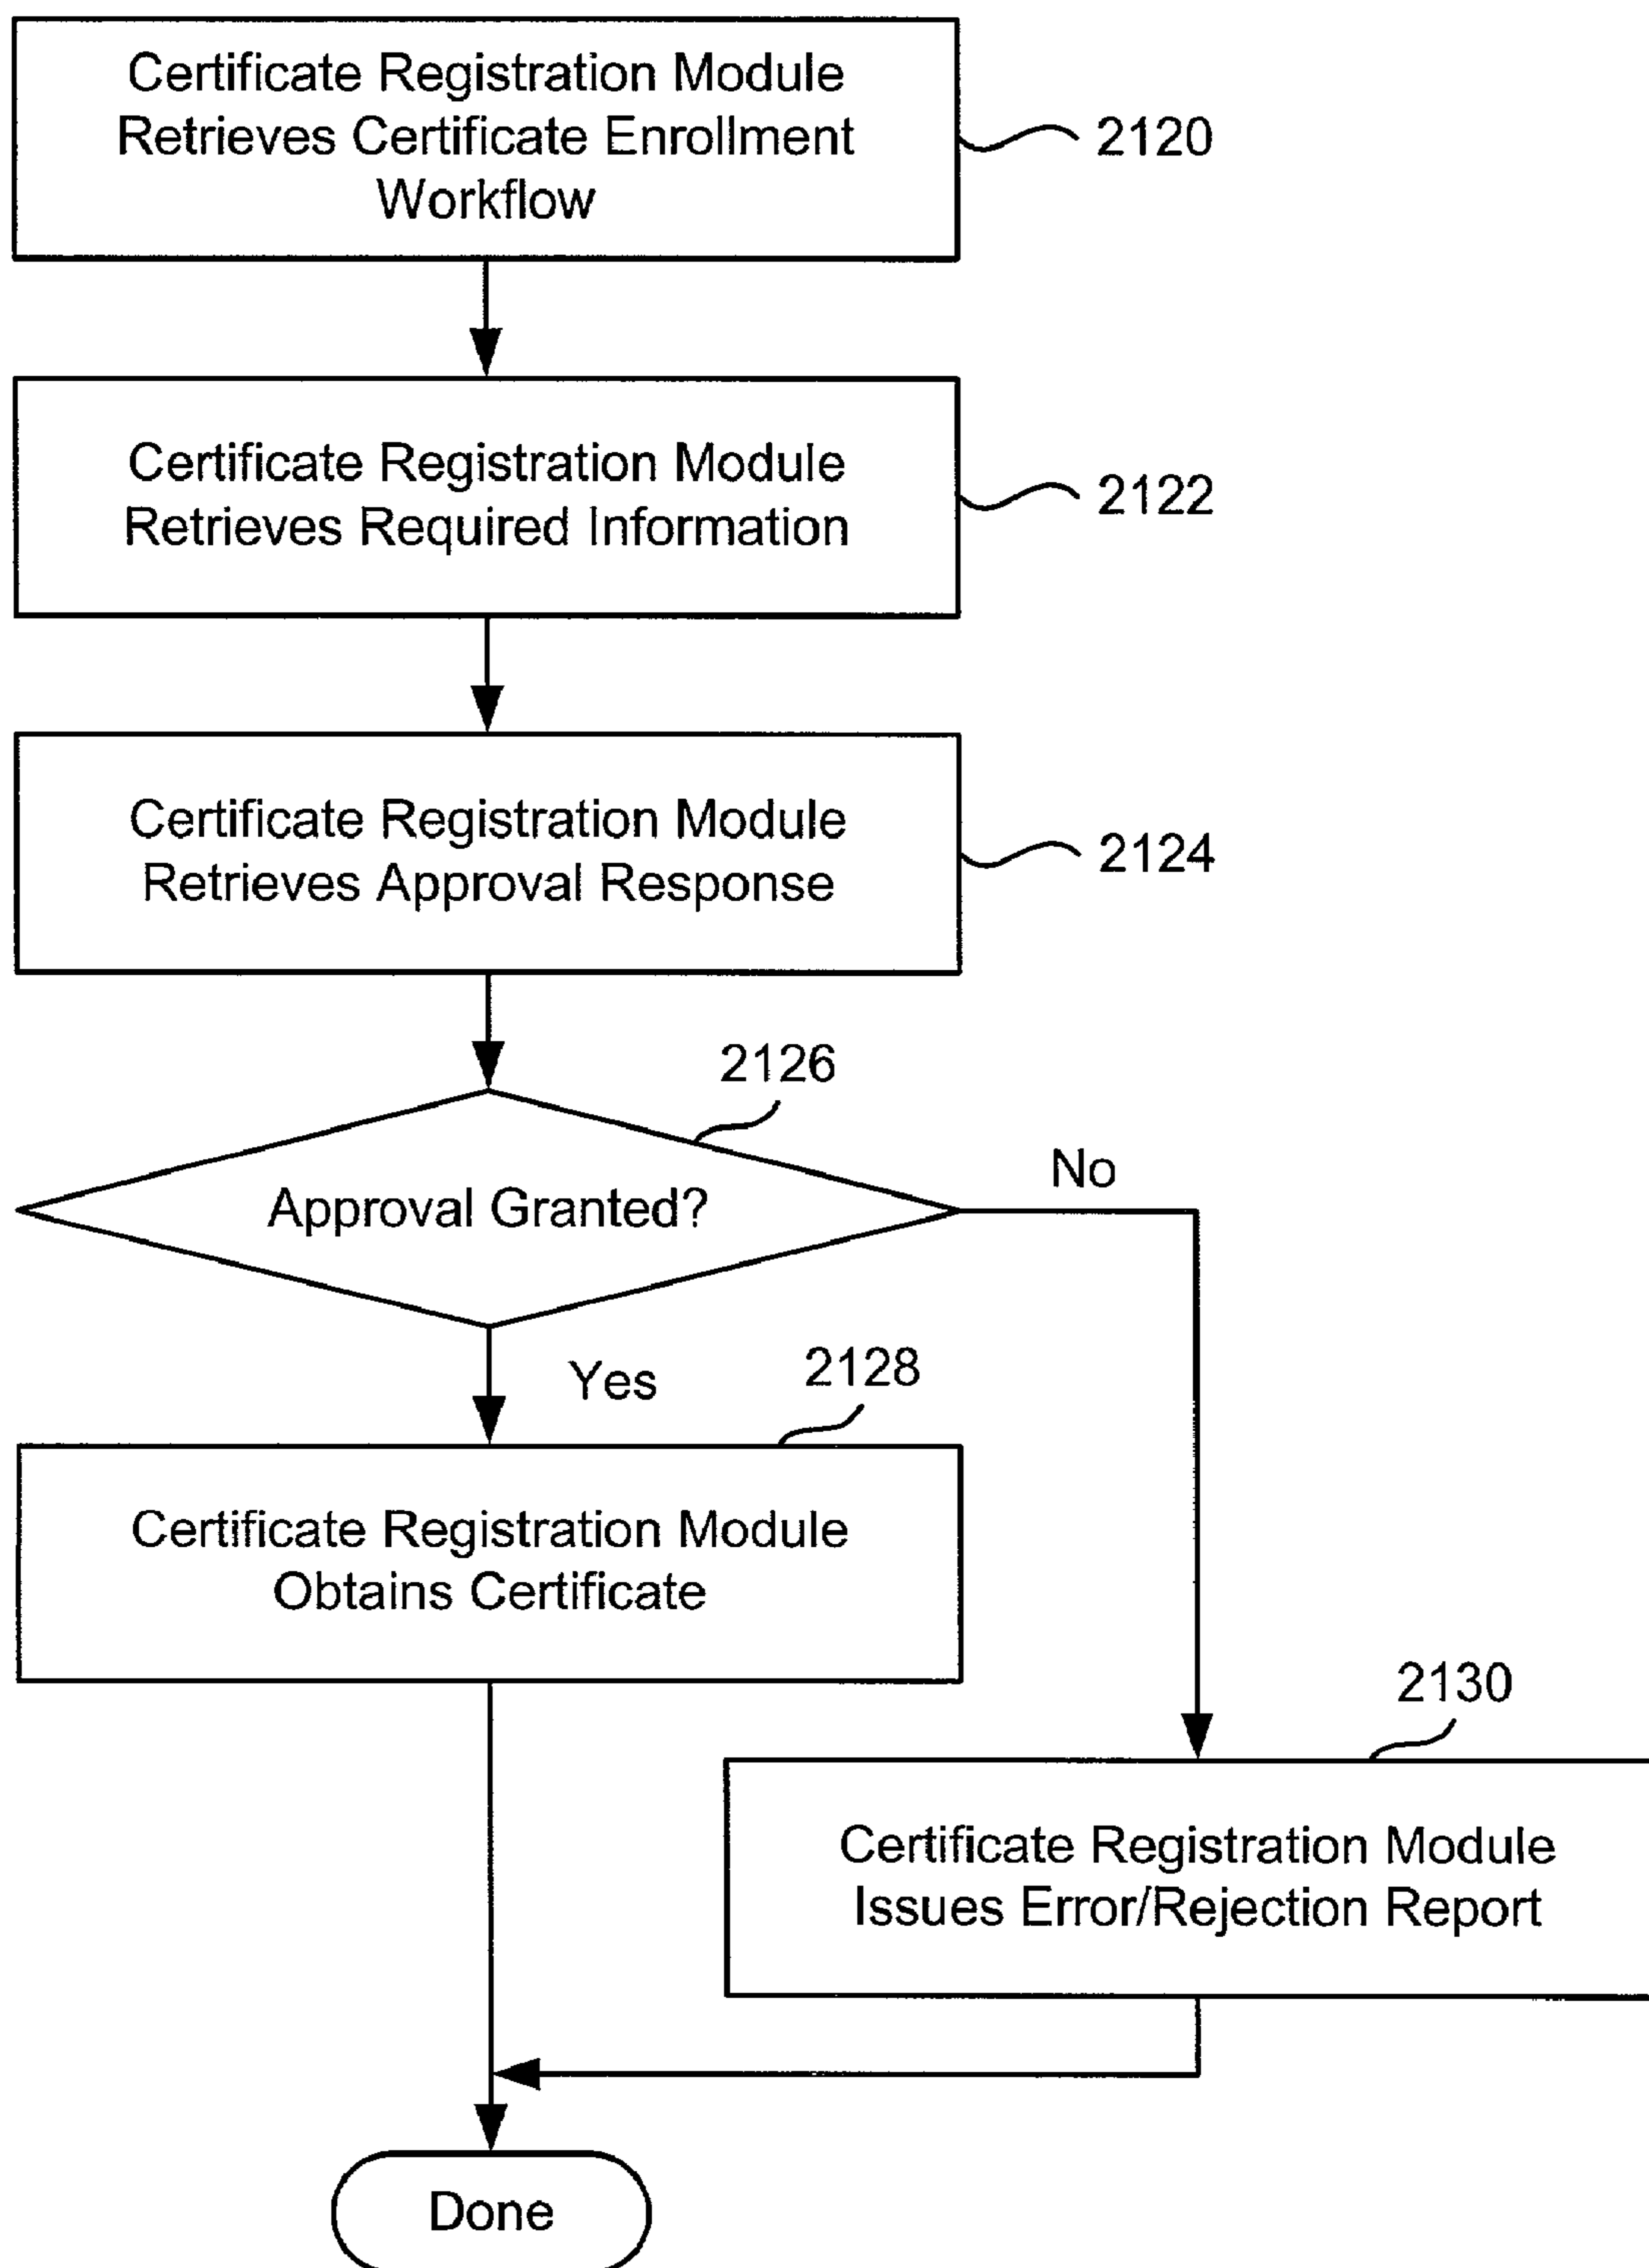 Certificate Registration Module
Retrieves Certificate Enrollment
Workflow
2120
Certificate Registration Module
Retrieves Required Information
2122
Certificate Registration Module
Retrieves Approval Response
2124
2126
Approval Granted?
No
Yes
2128
Certificate Registration Module
Obtains Certificate
2130
Certificate Registration Module
Issues Error/Rejection Report
Done